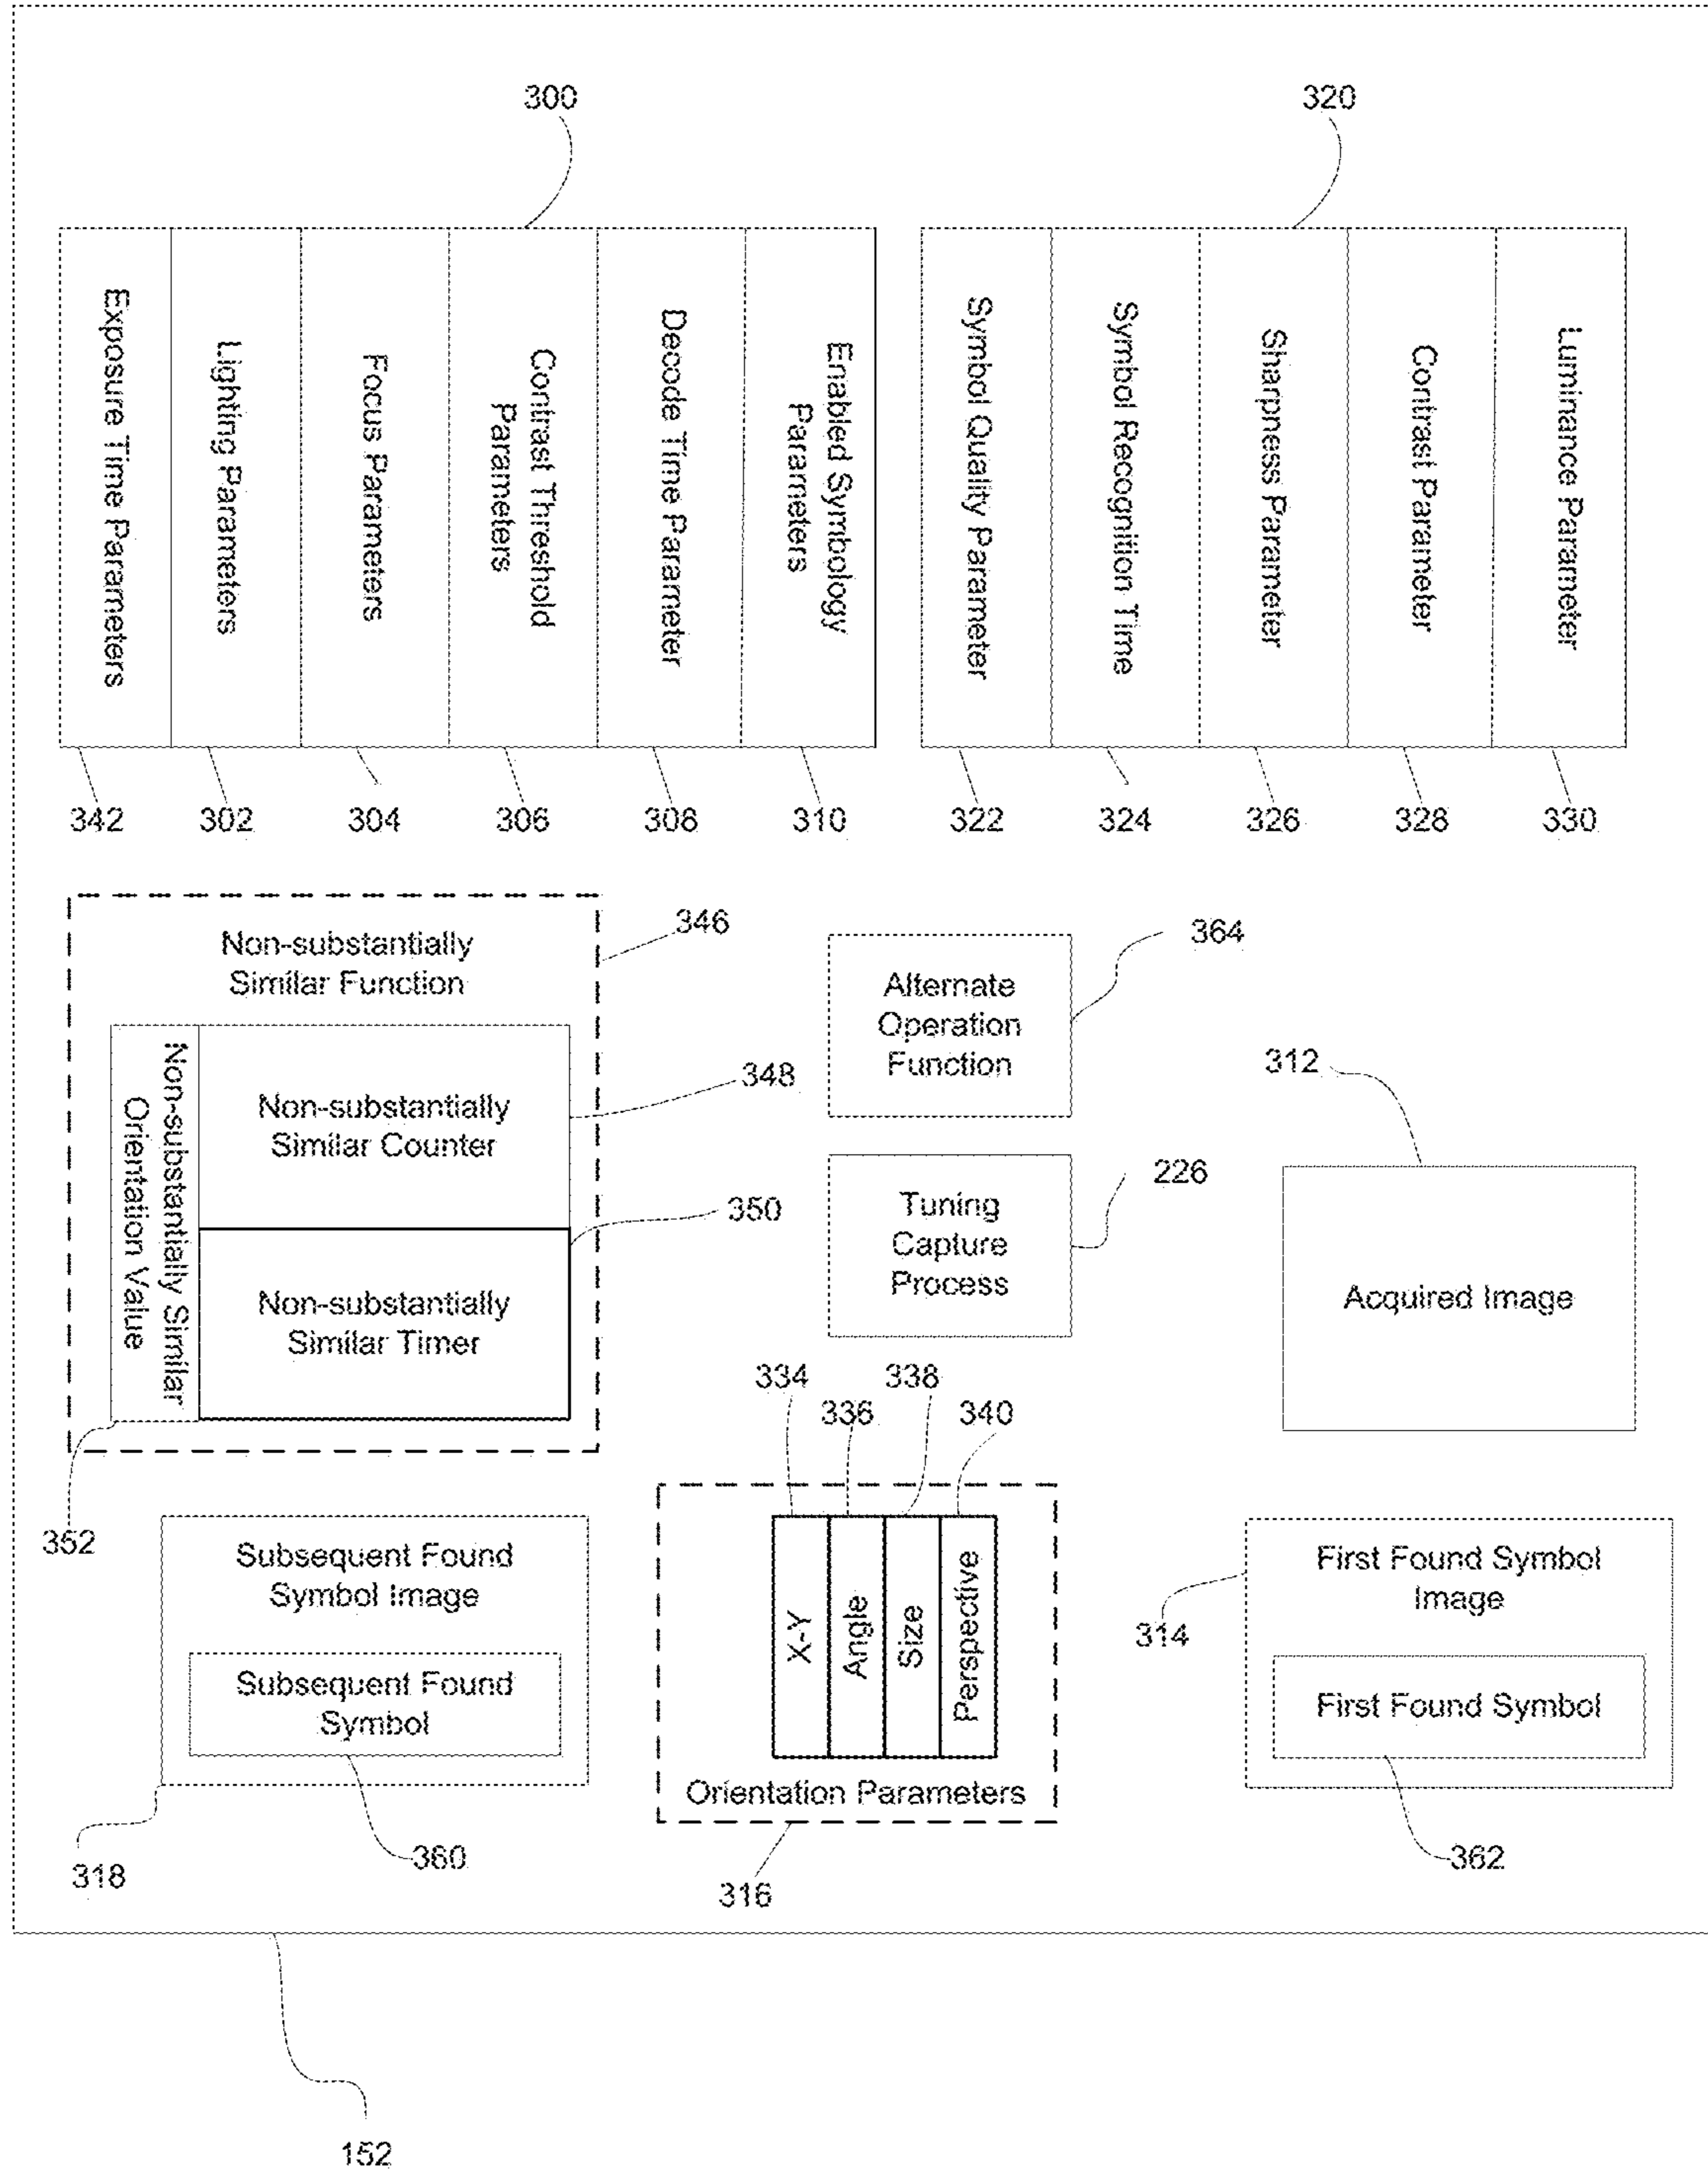 300
320
Exposure Time Parameters
Lighting Parameters
Focus Parameters
Contrast Threshold
Parameters
Decode Time Parameter
Enabled Symbology
Parameters
Symbol Quality Parameter
Symbol Recognition Time
Sharpness Parameter
Contrast Parameter
Luminance Parameter
342
302
304
306
308
310
322
324
326
328
330
Non-substantially
Similar Function
346
Non-substantially Similar
Orientation Value
Non-substantially
Similar Counter
348
Non-substantially
Similar Timer
350
352
Alternate
Operation
Function
364
Tuning
Capture
Process
226
312
Acquired Image
334
336
338
340
X-Y
Angle
Size
Perspective
Orientation Parameters
316
Subsequent Found
Symbol Image
Subsequent Found
Symbol
318
360
First Found Symbol
Image
First Found Symbol
314
362
152